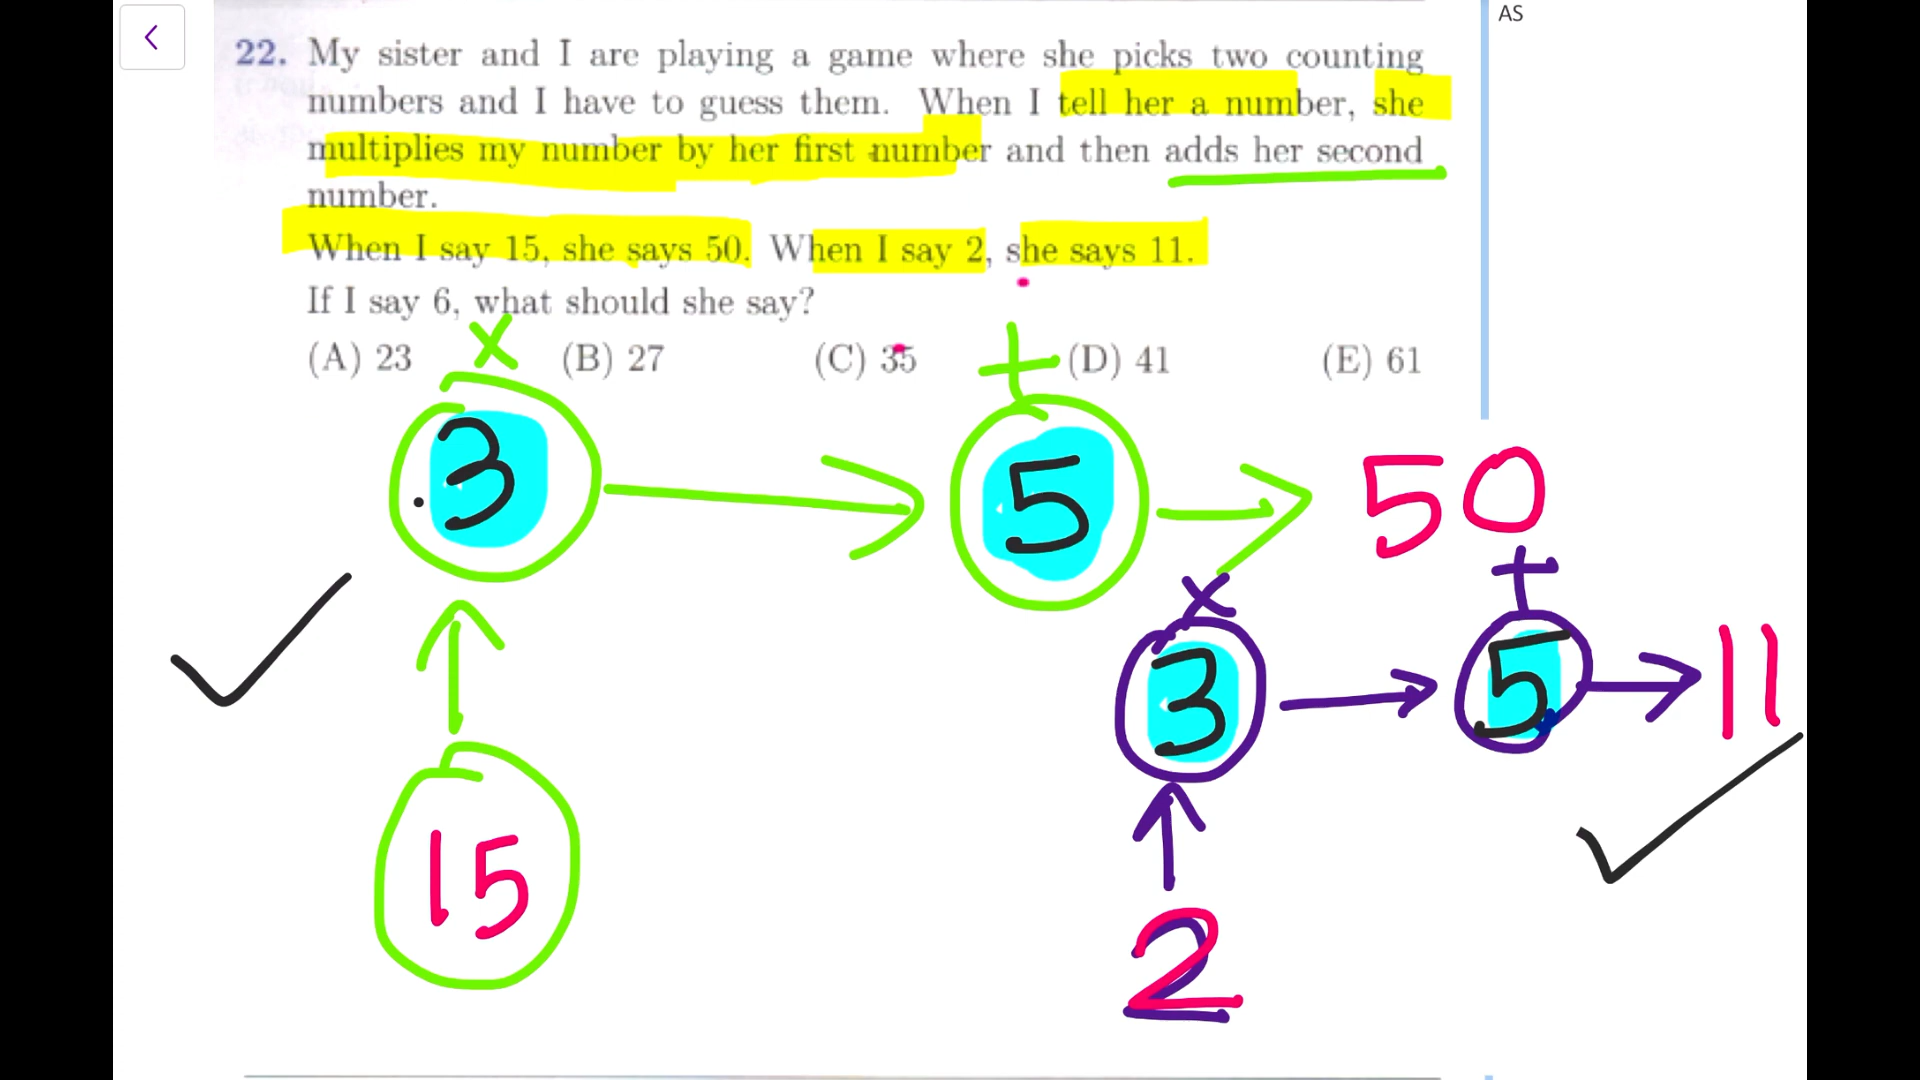 AS
22. My sister and I are playing a game where she picks two counting
numbers and I have to guess them. When I tell her a number, she
multiplies my number by her first number and then adds her second
number.
When I say 15, she says 50. When I say 2, she says 11.
If I say 6, what should she say?
(A) 23 (B) 27 (C) 35 (D) 41 (E) 61
× +
3 5 50
× +
3 5 11
15
2